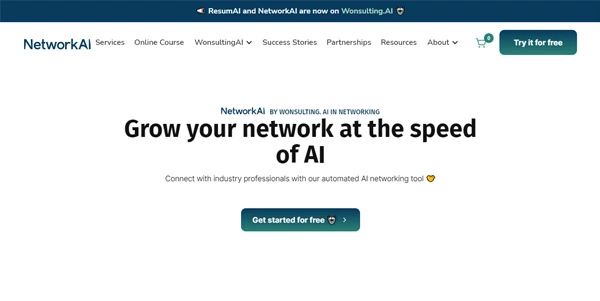 ResumAI and NetworkAI are now on Wonsulting.AI
NetworkAI Services Online Course WonsultingAI Success Stories Partnerships Resources About 0 Try it for free
NetworkAi BY WONSULTING. AI IN NETWORKING
Grow your network at the speed
of AI
Connect with industry professionals with our automated AI networking tool
Get started for free